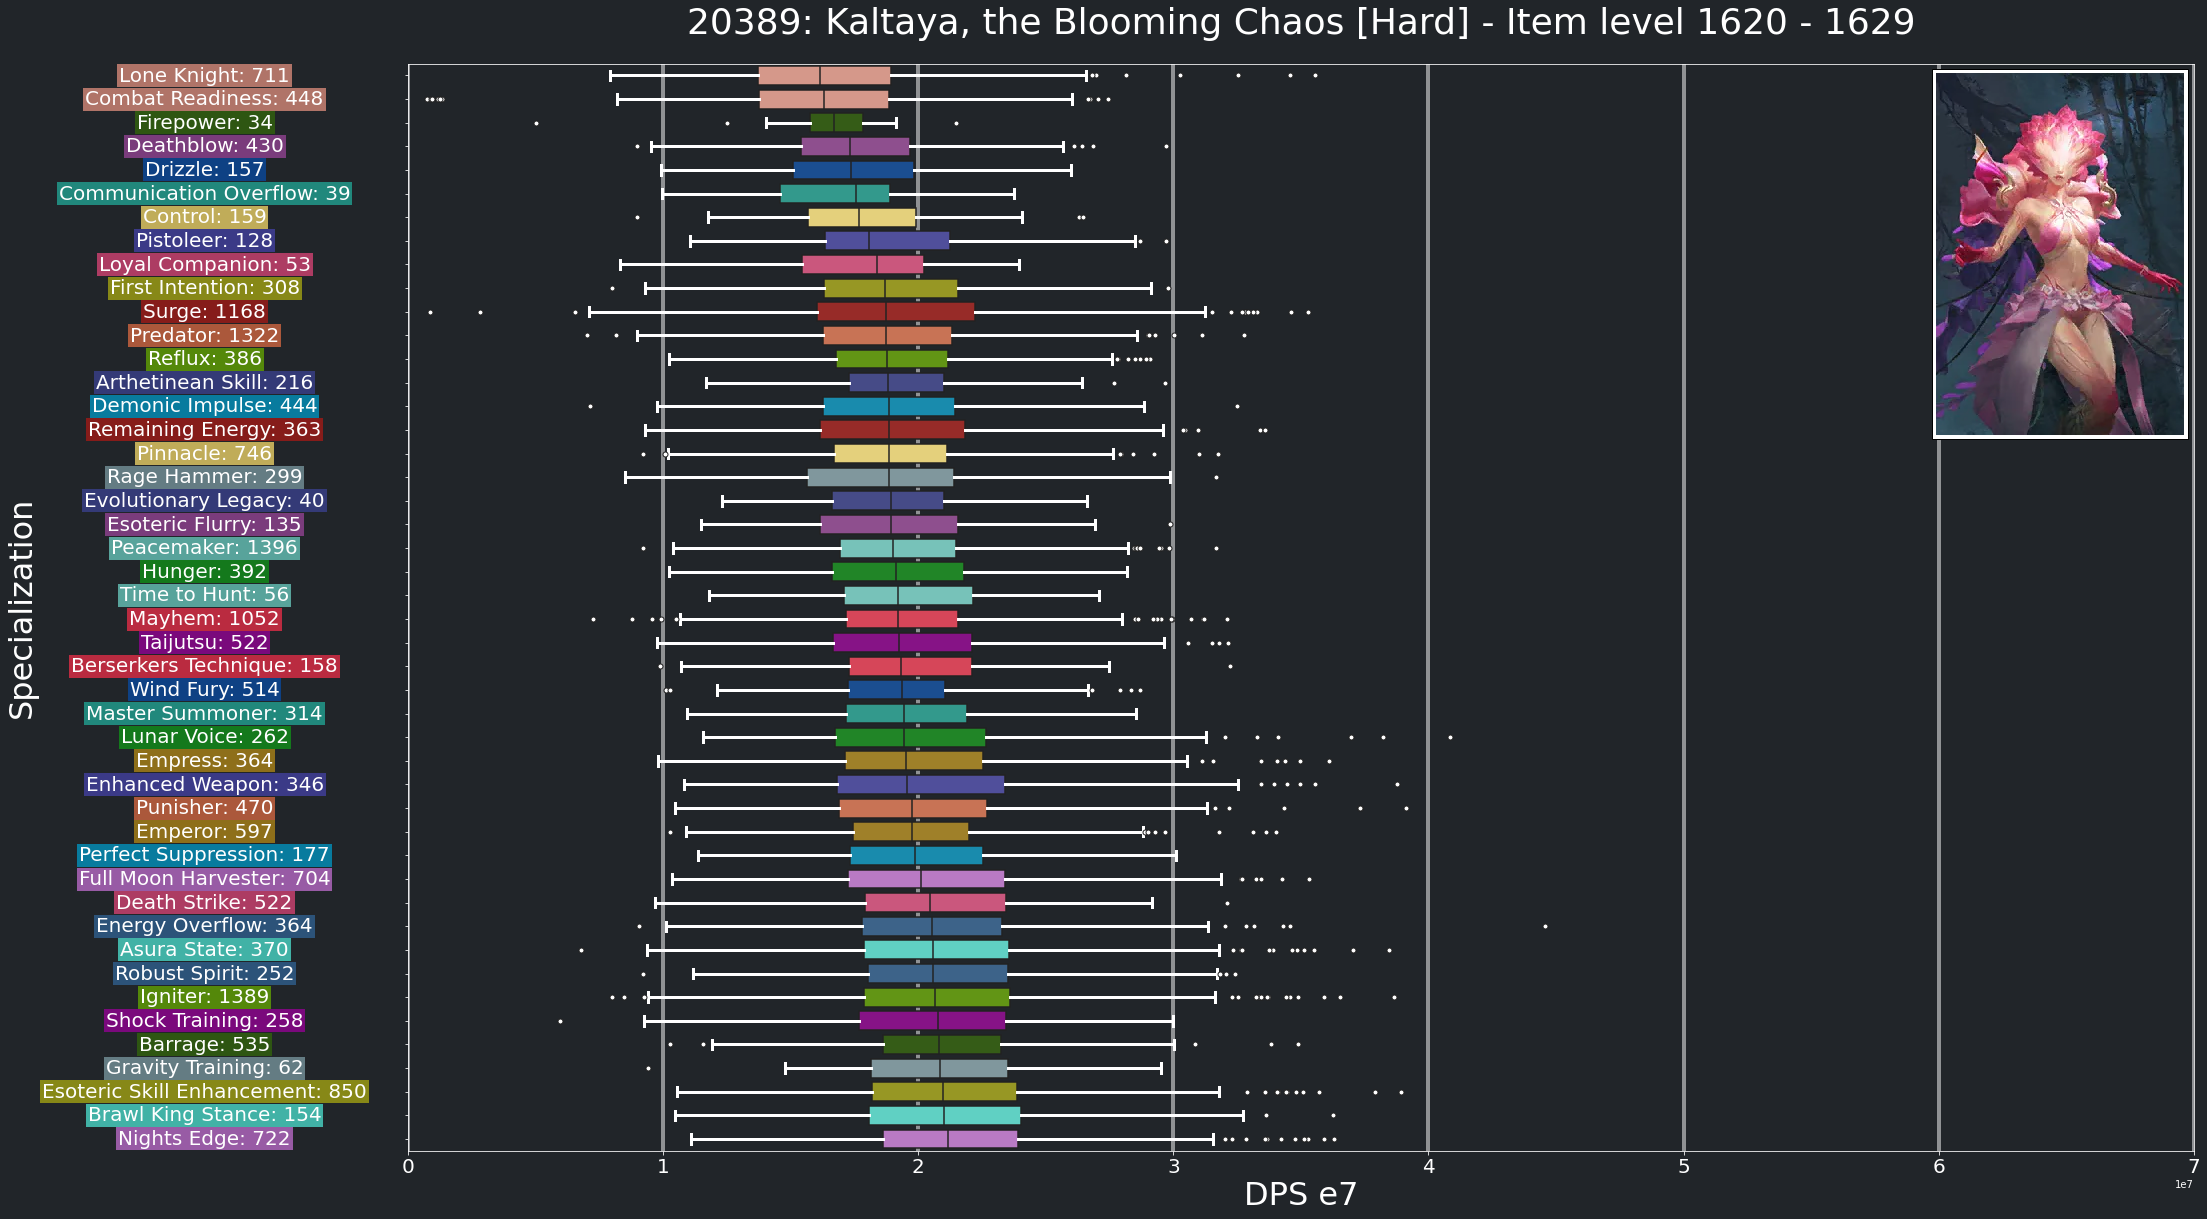 20389: Kaltaya, the Blooming Chaos [Hard] - Item level 1620 - 1629
Lone Knight: 711
Combat Readiness: 448
Firepower: 34
Deathblow: 430
Drizzle: 157
Communication Overflow: 39
Control: 159
Pistoleer: 128
Loyal Companion: 53
First Intention: 308
Surge: 1168
Predator: 1322
Reflux: 386
Arthetinean Skill: 216
Demonic Impulse: 444
Remaining Energy: 363
Pinnacle: 746
Rage Hammer: 299
Evolutionary Legacy: 40
Esoteric Flurry: 135
Peacemaker: 1396
Hunger: 392
Time to Hunt: 56
Mayhem: 1052
Taijutsu: 522
Berserkers Technique: 158
Wind Fury: 514
Master Summoner: 314
Lunar Voice: 262
Empress: 364
Enhanced Weapon: 346
Punisher: 470
Emperor: 597
Perfect Suppression: 177
Full Moon Harvester: 704
Death Strike: 522
Energy Overflow: 364
Asura State: 370
Robust Spirit: 252
Igniter: 1389
Shock Training: 258
Barrage: 535
Gravity Training: 62
Esoteric Skill Enhancement: 850
Brawl King Stance: 154
Nights Edge: 722
Specialization
0 1 2 3 4 5 6 7
DPS e7
1e7